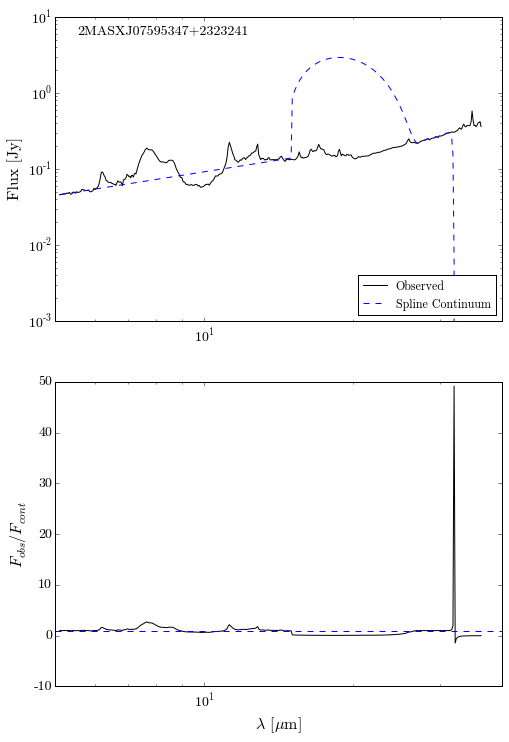 2MASXJ07595347+2323241
10^1
10^0
10^-1
10^-2
10^-3
Flux [Jy]
Observed
Spline Continuum
10^1
50
40
30
20
10
0
-10
F_obs/F_cont
10^1
λ [μm]